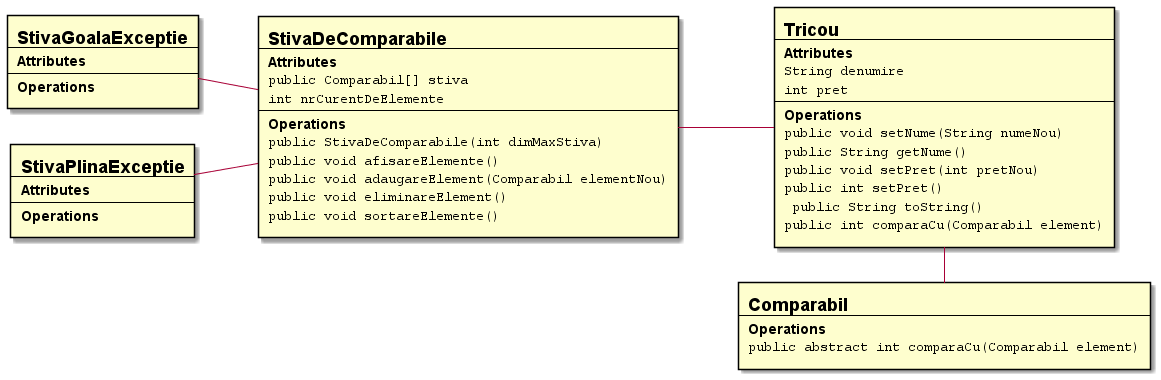 StivaGoalaExceptie
Attributes
Operations
StivaPlinaExceptie
Attributes
Operations
StivaDeComparabile
Attributes
public Comparabil[] stiva
int nrCurentDeElemente
Operations
public StivaDeComparabile(int dimMaxStiva)
public void afisareElemente()
public void adaugareElement(Comparabil elementNou)
public void eliminareElement()
public void sortareElemente()
Tricou
Attributes
String denumire
int pret
Operations
public void setNume(String numeNou)
public String getNume()
public void setPret(int pretNou)
public int setPret()
public String toString()
public int comparaCu(Comparabil element)
Comparabil
Operations
public abstract int comparaCu(Comparabil element)